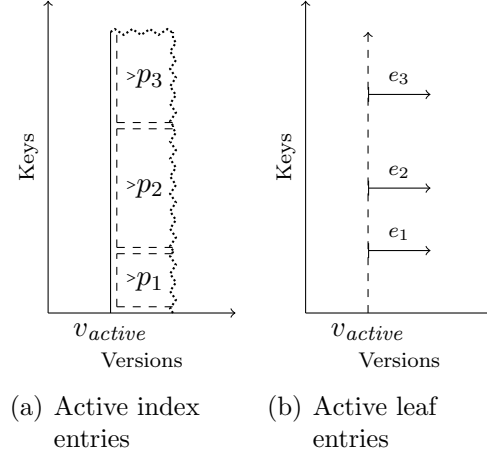 Keys
>p₃
>p₂
>p₁
v_active
Versions
(a) Active index
entries
Keys
e₃
e₂
e₁
v_active
Versions
(b) Active leaf
entries